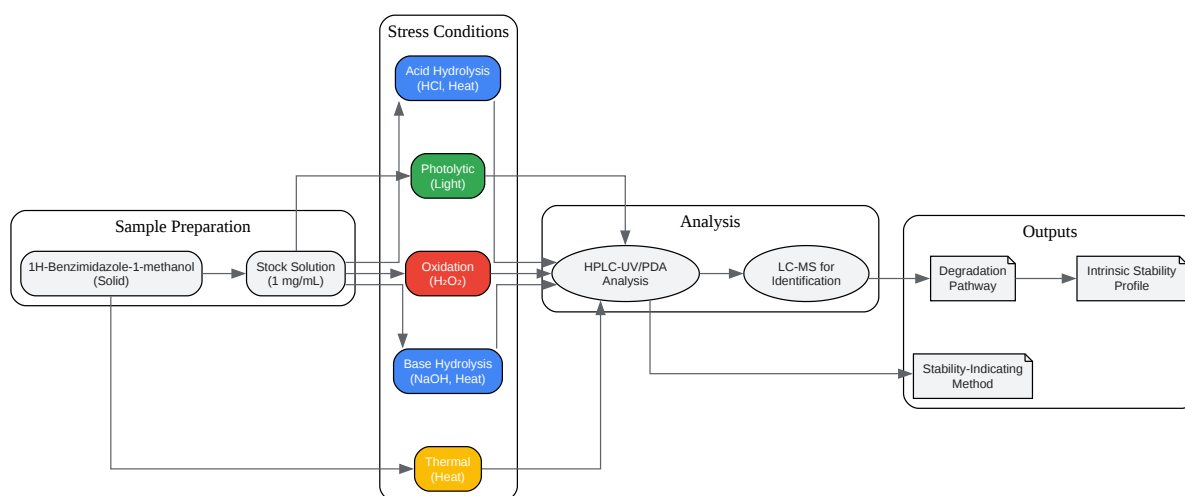 Stress Conditions
Acid Hydrolysis
(HCl, Heat)
Photolytic
(Light)
Sample Preparation
1H-Benzimidazole-1-methanol
(Solid)
Stock Solution
(1 mg/mL)
Oxidation
(H₂O₂)
Base Hydrolysis
(NaOH, Heat)
Thermal
(Heat)
Analysis
HPLC-UV/PDA
Analysis
LC-MS for
Identification
Outputs
Degradation
Pathway
Intrinsic Stability
Profile
Stability-Indicating
Method